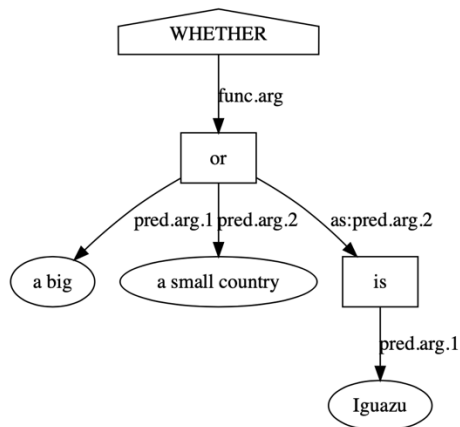 WHETHER
func.arg
or
pred.arg.1 pred.arg.2 as:pred.arg.2
a big a small country is
pred.arg.1
Iguazu